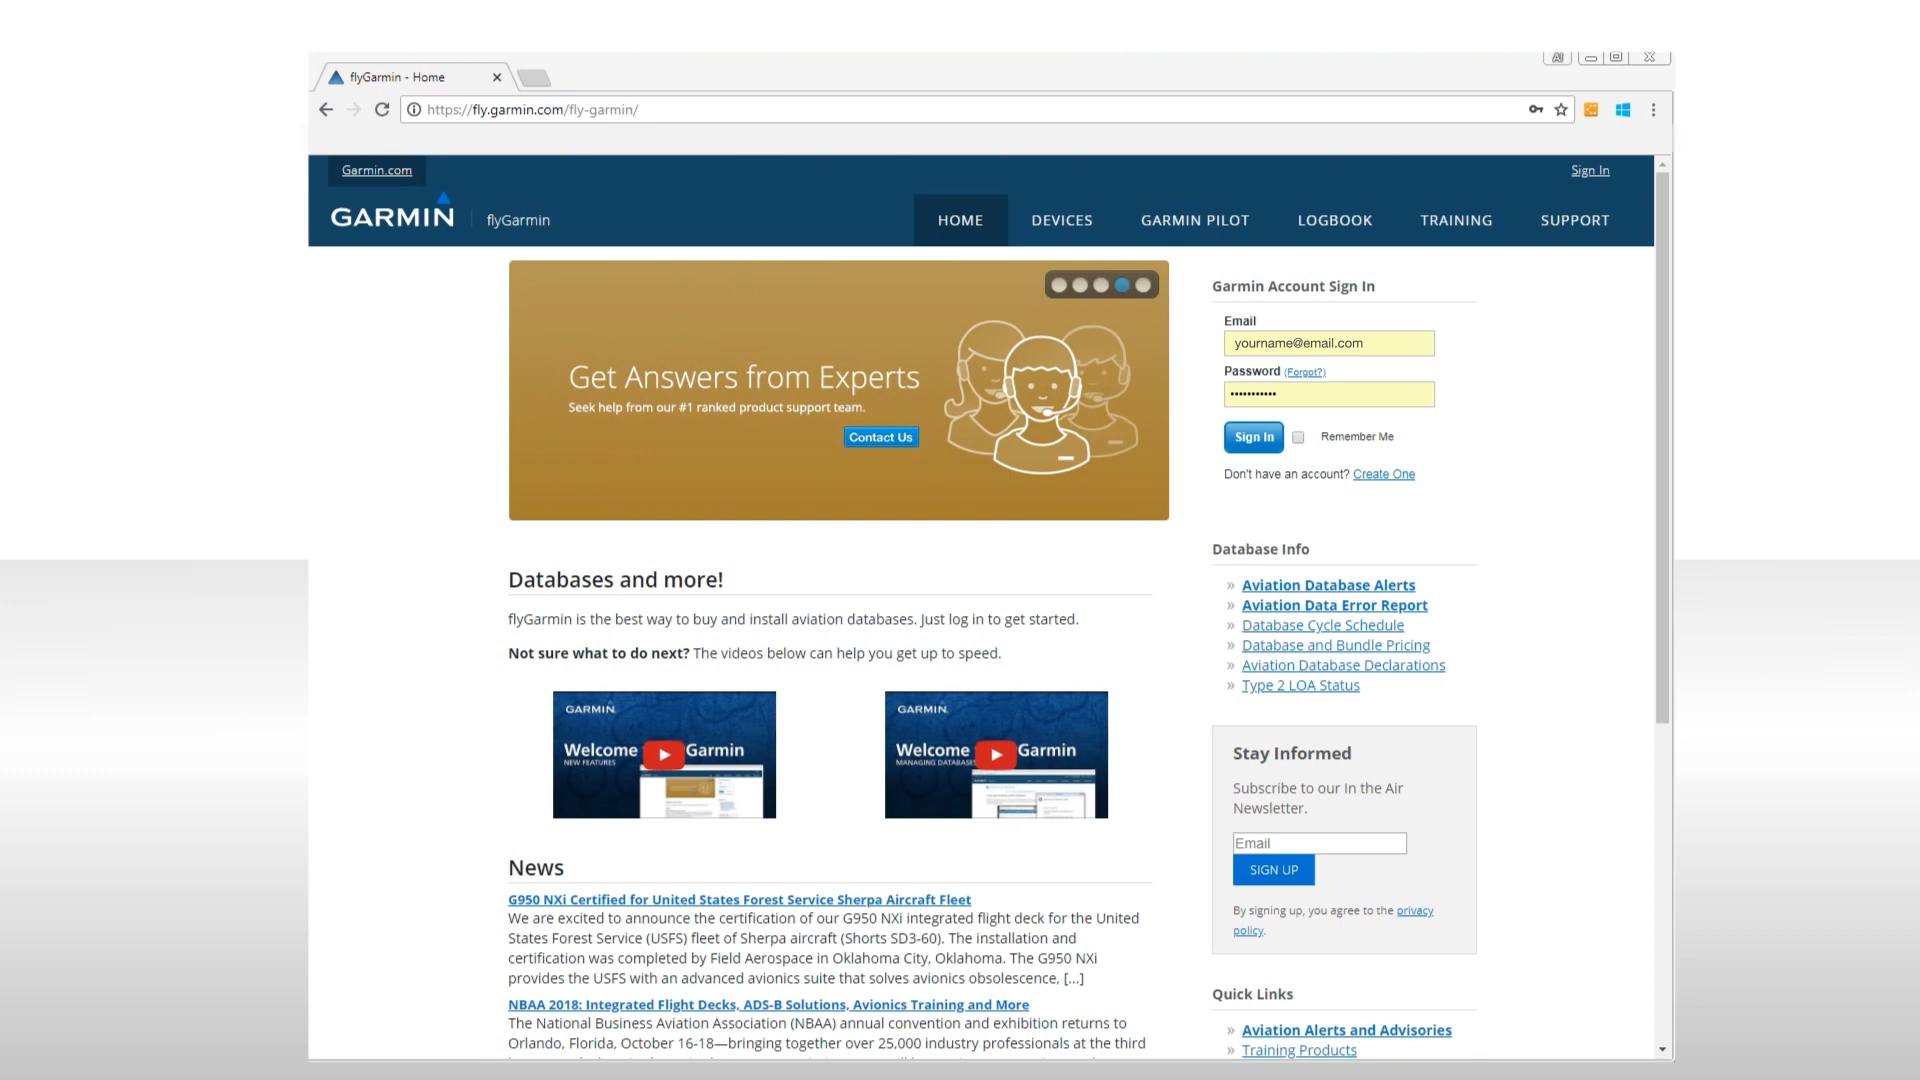 flyGarmin - Home
https://fly.garmin.com/fly-garmin/
Garmin.com
Sign In
GARMIN
flyGarmin
HOME
DEVICES
GARMIN PILOT
LOGBOOK
TRAINING
SUPPORT
Get Answers from Experts
Seek help from our #1 ranked product support team.
Contact Us
Garmin Account Sign In
Email
yourname@email.com
Password (Forgot?)
Sign In
Remember Me
Don't have an account? Create One
Databases and more!
flyGarmin is the best way to buy and install aviation databases. Just log in to get started.
Not sure what to do next? The videos below can help you get up to speed.
GARMIN
Welcome
Garmin
NEW FEATURES
GARMIN
Welcome
Garmin
MANAGING DATABASES
News
G950 NXi Certified for United States Forest Service Sherpa Aircraft Fleet
We are excited to announce the certification of our G950 NXi integrated flight deck for the United
States Forest Service (USFS) fleet of Sherpa aircraft (Shorts SD3-60). The installation and
certification was completed by Field Aerospace in Oklahoma City, Oklahoma. The G950 NXi
provides the USFS with an advanced avionics suite that solves avionics obsolescence, [...]
NBAA 2018: Integrated Flight Decks, ADS-B Solutions, Avionics Training and More
The National Business Aviation Association (NBAA) annual convention and exhibition returns to
Orlando, Florida, October 16-18—bringing together over 25,000 industry professionals at the third
Database Info
» Aviation Database Alerts
» Aviation Data Error Report
» Database Cycle Schedule
» Database and Bundle Pricing
» Aviation Database Declarations
» Type 2 LOA Status
Stay Informed
Subscribe to our In the Air
Newsletter.
Email
SIGN UP
By signing up, you agree to the privacy
policy.
Quick Links
» Aviation Alerts and Advisories
» Training Products